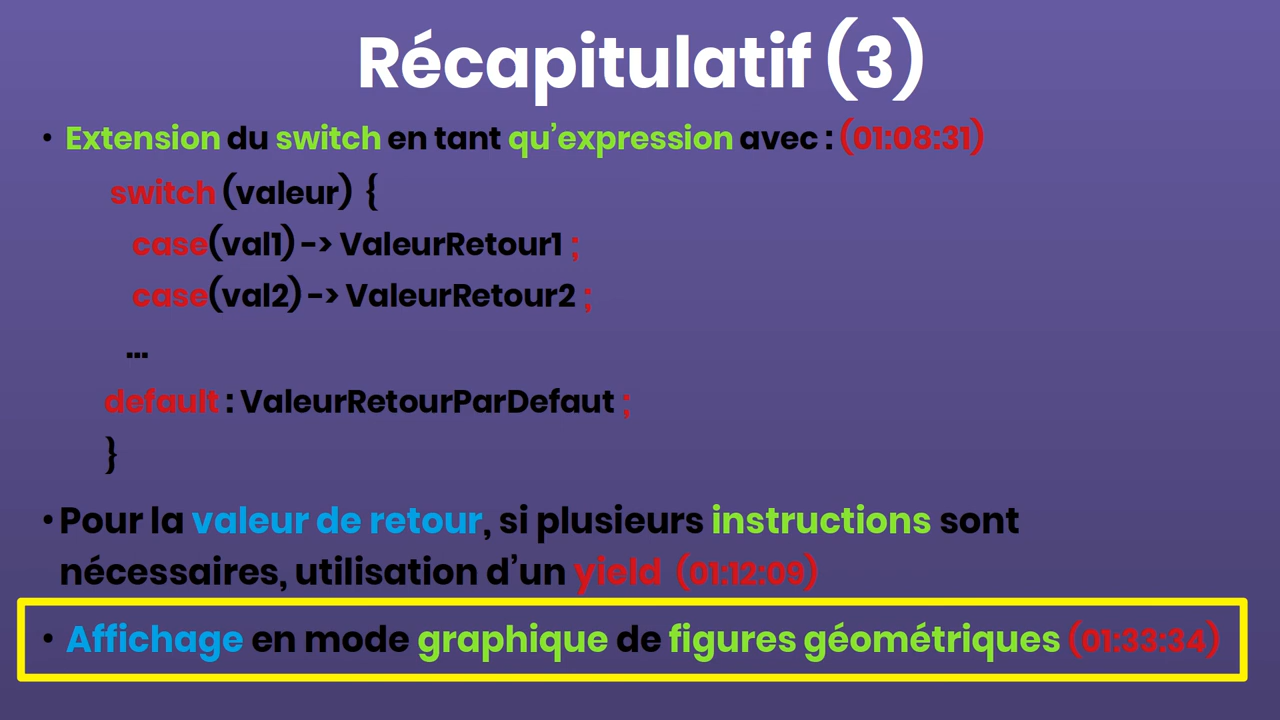 Récapitulatif (3)
• Extension du switch en tant qu’expression avec : (01:08:31)
switch (valeur) {
case(val1) -> ValeurRetour1 ;
case(val2) -> ValeurRetour2 ;
...
default : ValeurRetourParDefaut ;
}
• Pour la valeur de retour, si plusieurs instructions sont
nécessaires, utilisation d’un yield (01:12:09)
• Affichage en mode graphique de figures géométriques (01:33:34)